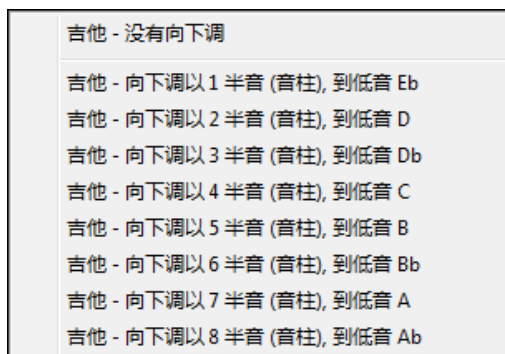 吉他 - 没有向下调
吉他 - 向下调以 1 半音 (音柱), 到低音 Eb
吉他 - 向下调以 2 半音 (音柱), 到低音 D
吉他 - 向下调以 3 半音 (音柱), 到低音 Db
吉他 - 向下调以 4 半音 (音柱), 到低音 C
吉他 - 向下调以 5 半音 (音柱), 到低音 B
吉他 - 向下调以 6 半音 (音柱), 到低音 Bb
吉他 - 向下调以 7 半音 (音柱), 到低音 A
吉他 - 向下调以 8 半音 (音柱), 到低音 Ab